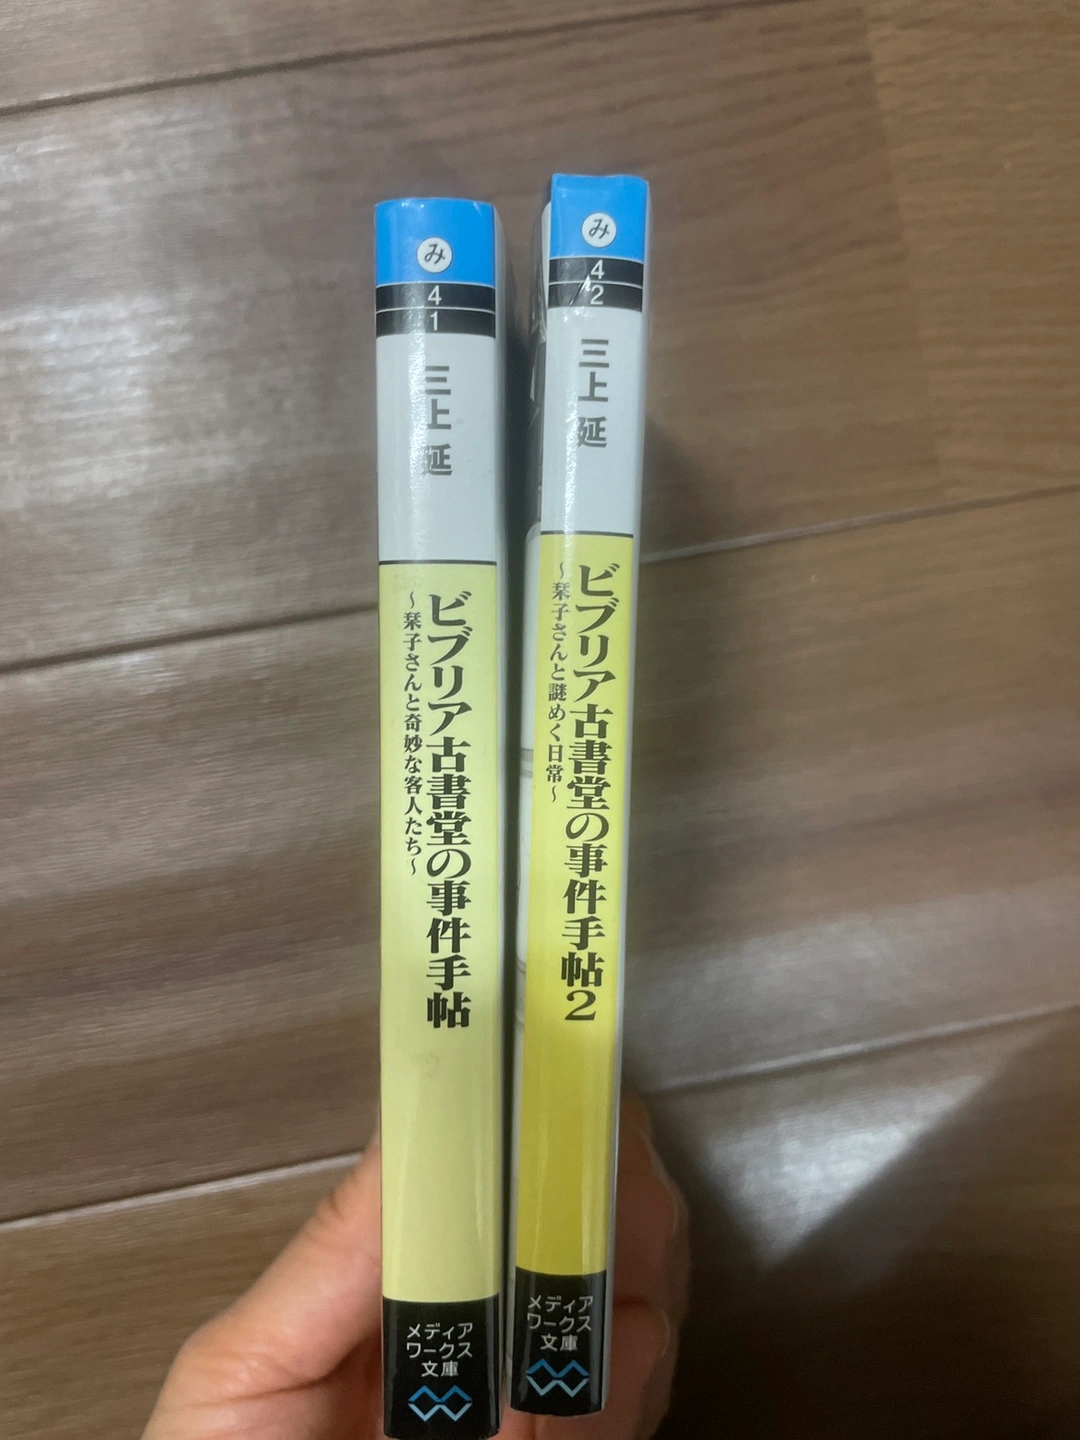 み
4
1
三上 延
ビブリア古書堂の事件手帖
～栞子さんと奇妙な客人たち～
メディア
ワークス
文庫
み
4
2
三上 延
ビブリア古書堂の事件手帖2
～栞子さんと謎めく日常～
メディア
ワークス
文庫